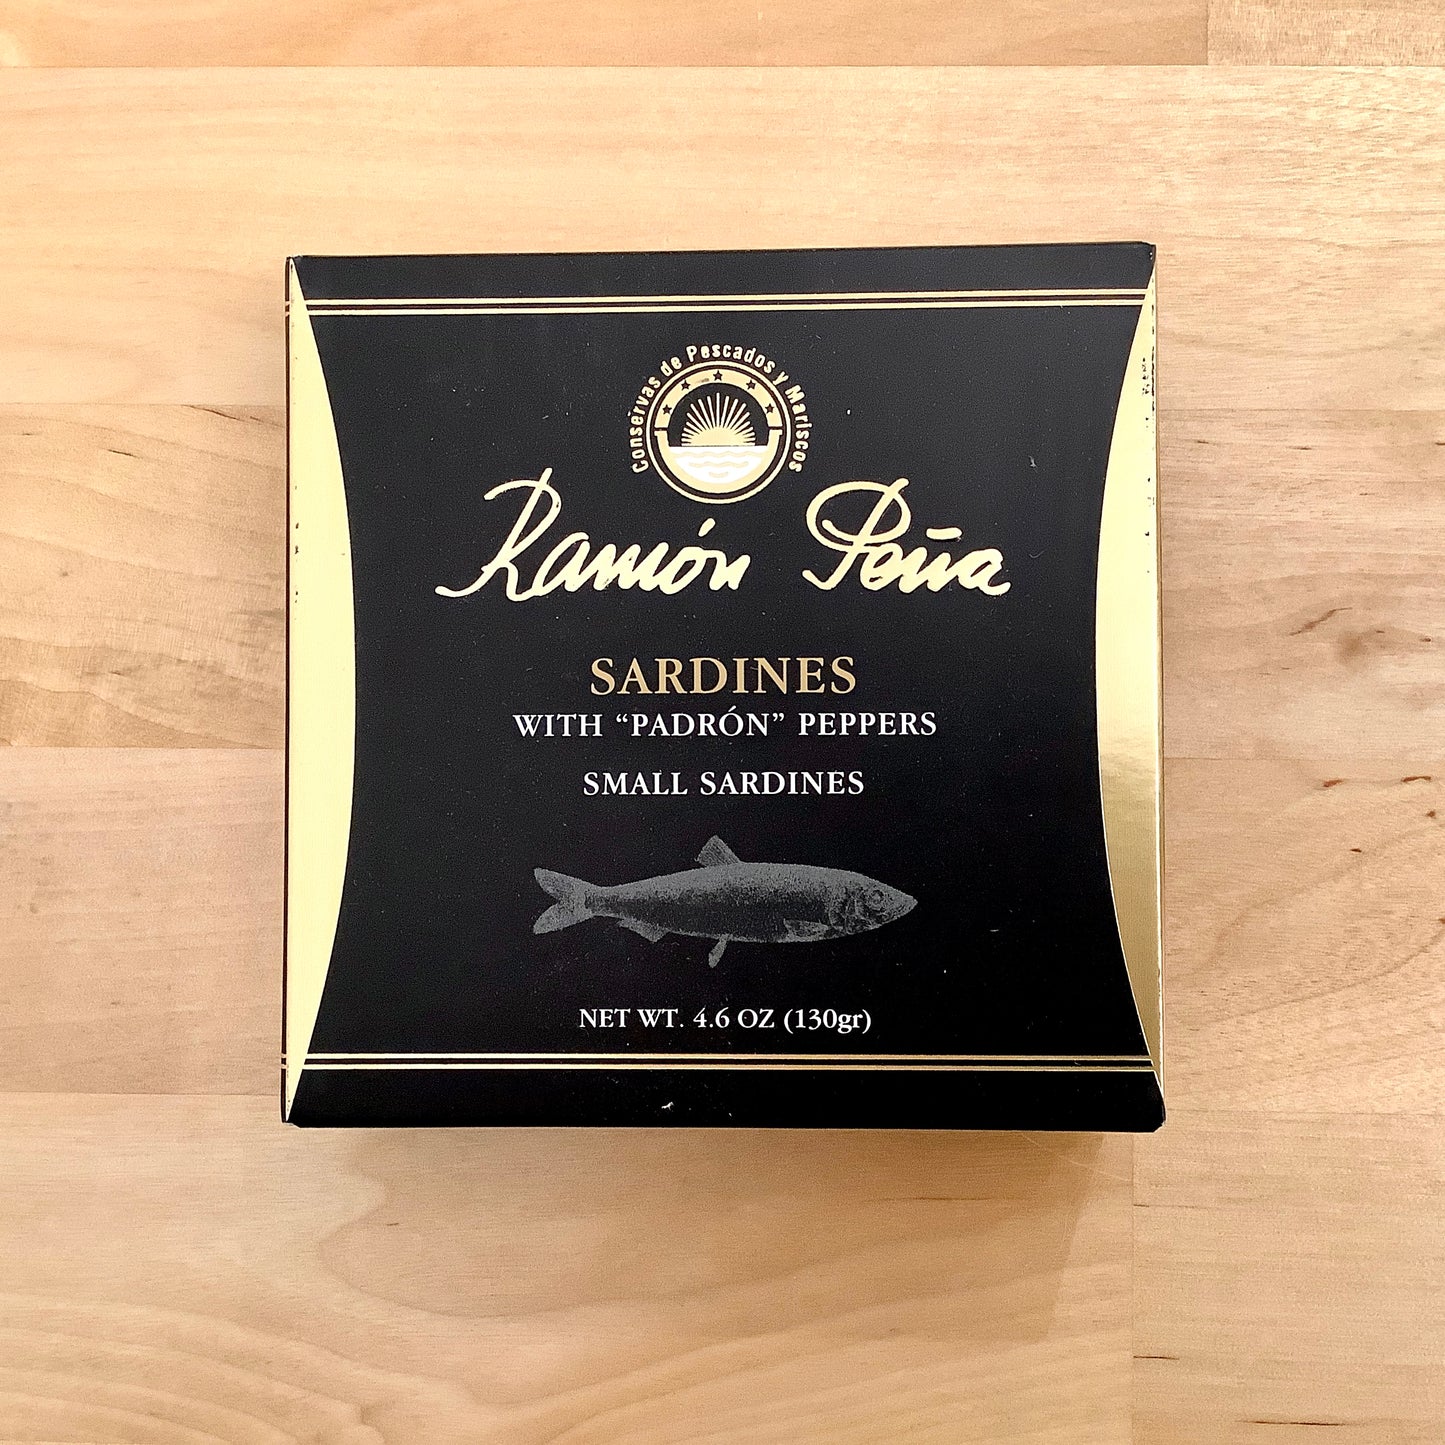 Conservas de Pescados y Mariscos
Ramón Peña
SARDINES
WITH “PADRÓN” PEPPERS
SMALL SARDINES
NET WT. 4.6 OZ (130gr)